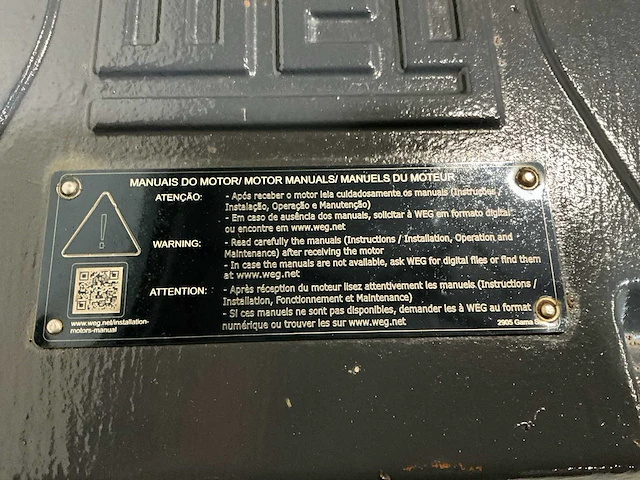 weg
MANUAIS DO MOTOR/ MOTOR MANUALS/ MANUELS DU MOTEUR
ATENÇÃO: - Após receber o motor leia cuidadosamente os manuais (Instruções
Instalação, Operação e Manutenção)
- Em caso de ausência dos manuais, solicitar à WEG em formato digital
ou encontre em www.weg.net
WARNING: - Read carefully the manuals (Instructions / Installation, Operation and
Maintenance) after receiving the motor
- In case the manuals are not available, ask WEG for digital files or find them
at www.weg.net
ATTENTION: - Après réception du moteur lisez attentivement les manuels (Instructions /
Installation, Fonctionnement et Maintenance)
- Si ces manuels ne sont pas disponibles, demander les à WEG au format
numérique ou trouver les sur www.weg.net
www.weg.net/installation-
motors-manual
2905 Gama